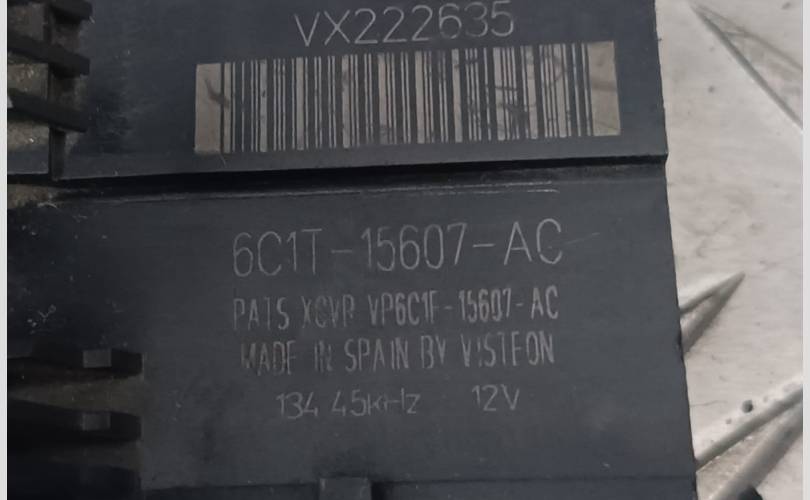 VX222635
6C1T-15607-AC
PATS XCVR VP6C1F-15607-AC
MADE IN SPAIN BY VISTEON
134.45kHz 12V